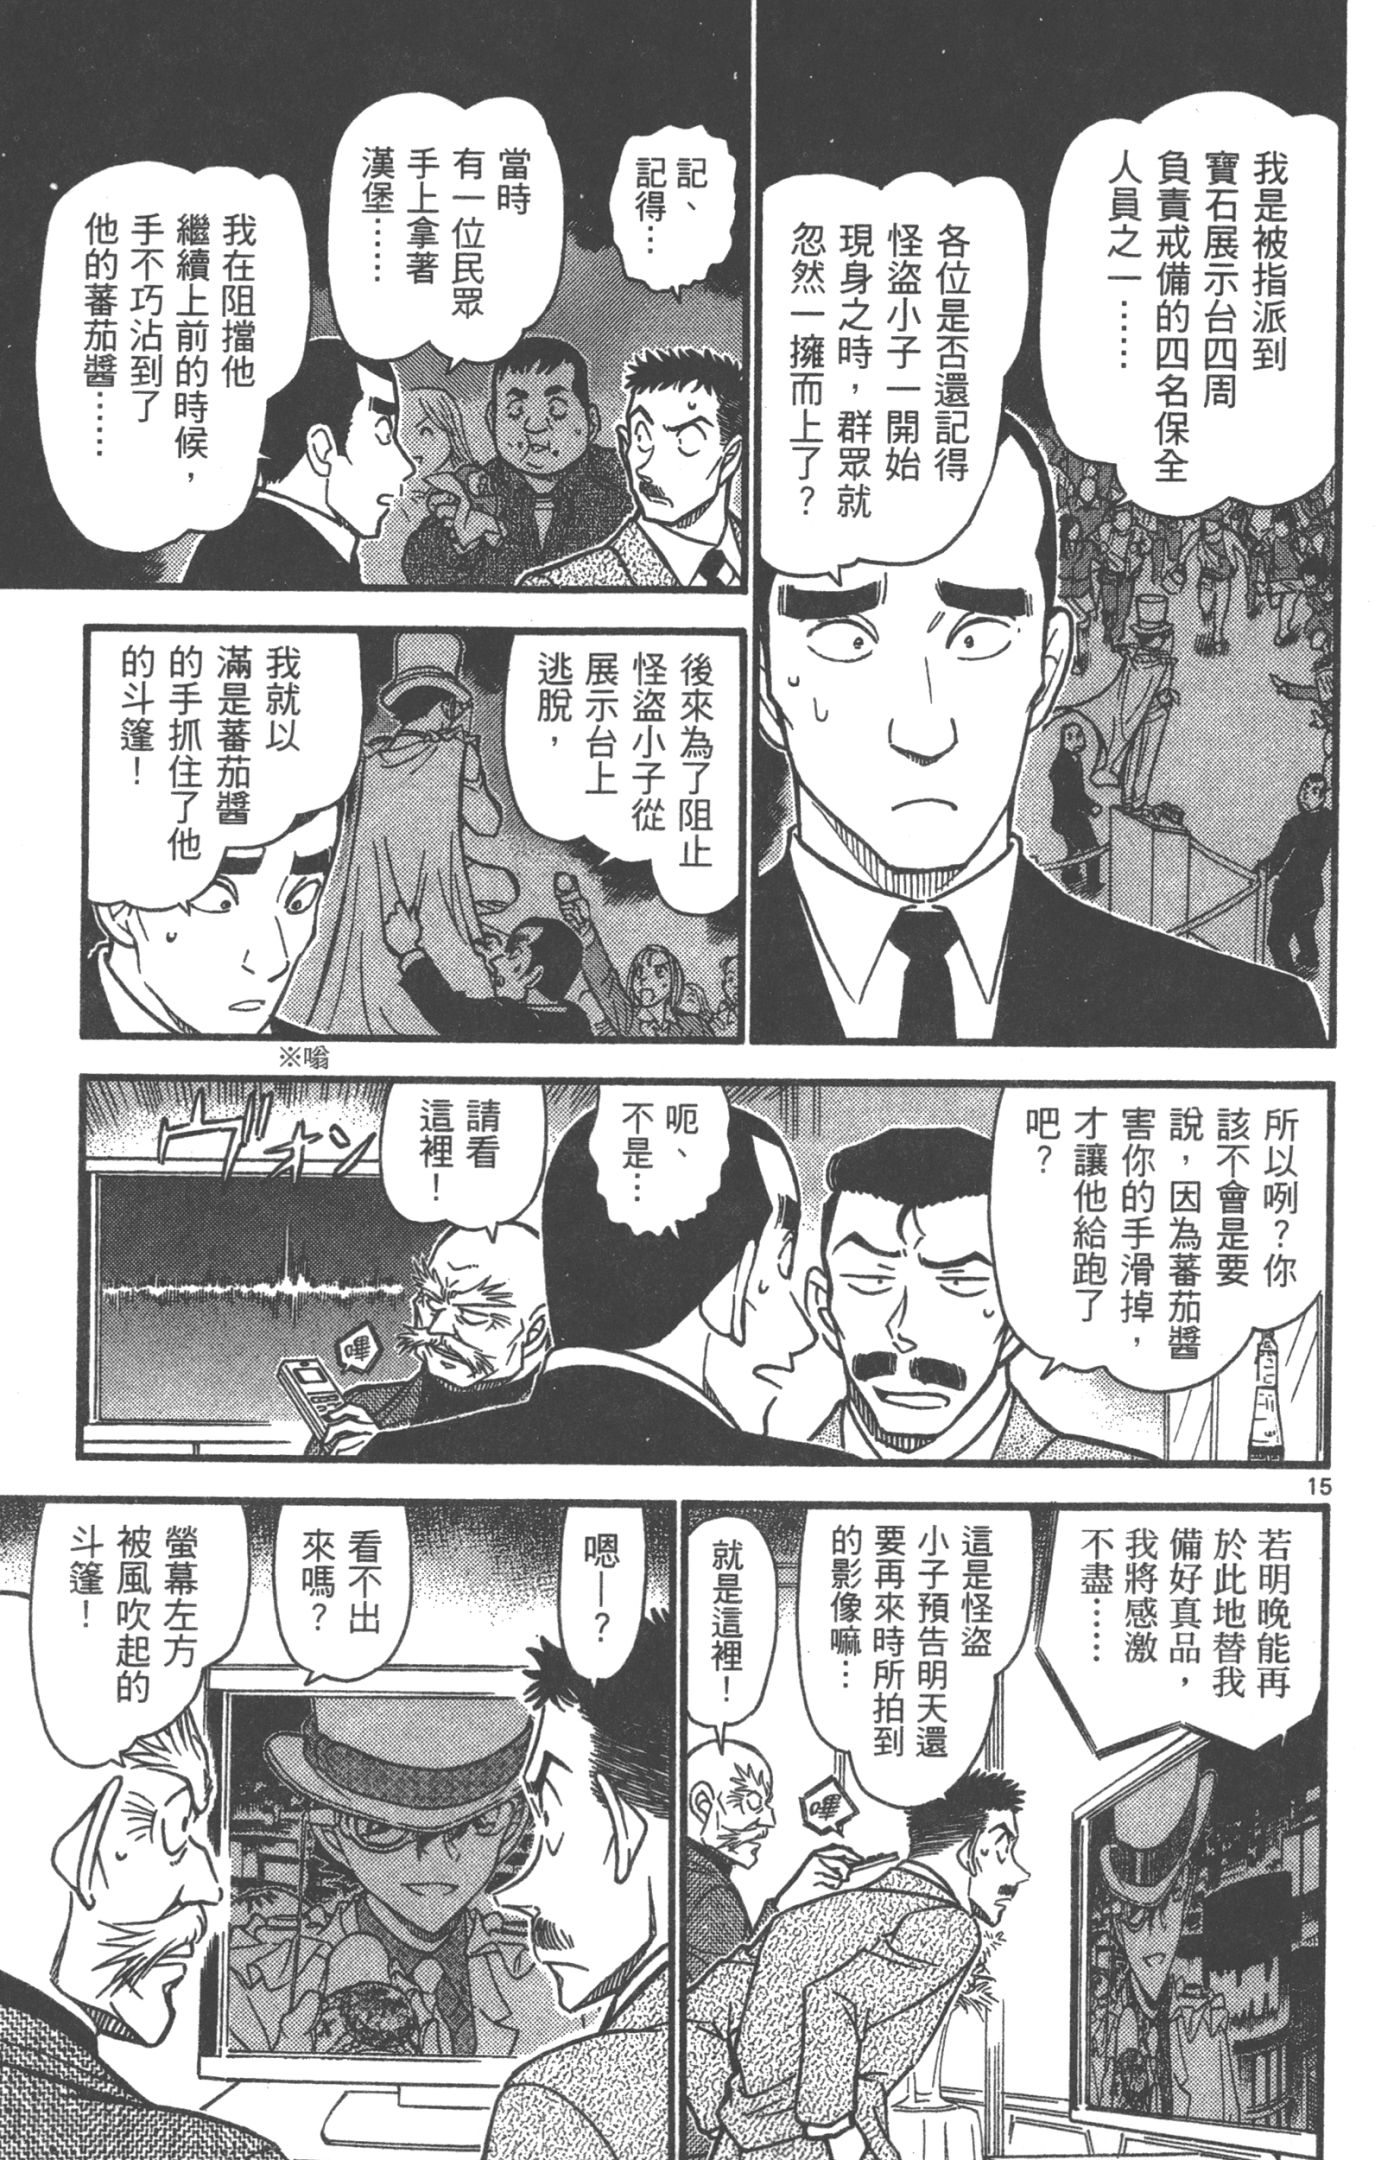 我是被指派到
寶石展示台四周
負責戒備的四名保全
人員之一……
各位是否還記得
怪盜小子一開始
現身之時，群眾就
忽然一擁而上了？
記、
記得…
當時
有一位民眾
手上拿著
漢堡……
我在阻擋他
繼續上前的時候，
手不巧沾到了
他的蕃茄醬……
後來為了阻止
怪盜小子從
展示台上
逃脫，
我就以
滿是蕃茄醬
的手抓住了他
的斗篷！
所以咧？你
該不會是要
說，因為蕃茄醬
害你的手滑掉，
才讓他給跑了
吧？
呃、
不是…
請看
這裡！
嗶
※嗡
ヴォン
15
若明晚能再
於此地替我
備好真品，
我將感激
不盡……
這是怪盜
小子預告明天還
要再來時所拍到
的影像嘛…
嗶
就是這裡！
嗯—？
看不出
來嗎？
螢幕左方
被風吹起的
斗篷！